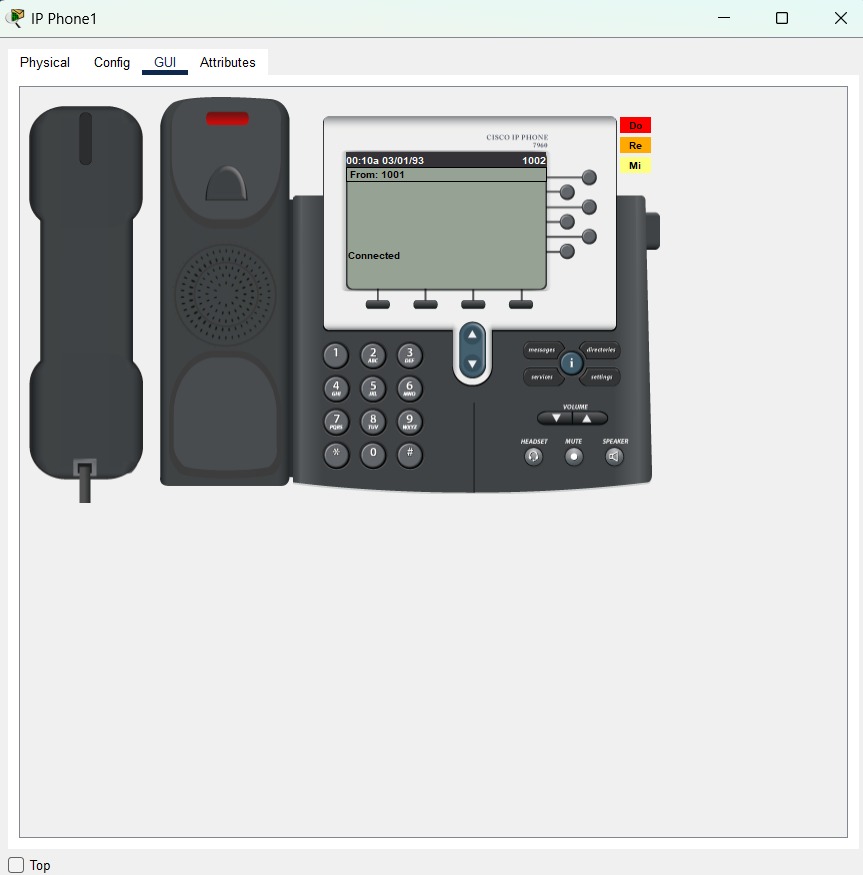 IP Phone1
Physical Config GUI Attributes
CISCO IP PHONE
7960
00:10a 03/01/93 1002
From: 1001
Connected
Do
Re
Mi
1 2 ABC 3 DEF
4 GHI 5 JKL 6 MNO
7 PQRS 8 TUV 9 WXYZ
* 0 #
messages directories
i
services settings
VOLUME
HEADSET MUTE SPEAKER
Top